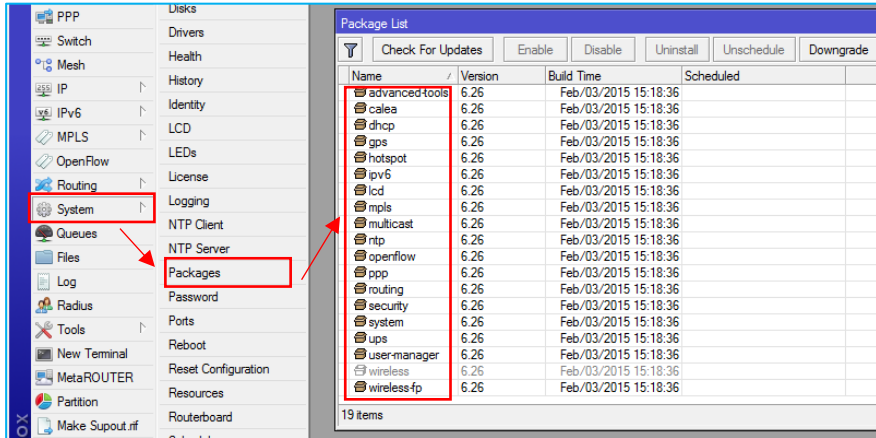 PPP
Switch
Mesh
IP
IPv6
MPLS
OpenFlow
Routing
System
Queues
Files
Log
Radius
Tools
New Terminal
MetaROUTER
Partition
Make Supout.rif
Disks
Drivers
Health
History
Identity
LCD
LEDs
License
Logging
NTP Client
NTP Server
Packages
Password
Ports
Reboot
Reset Configuration
Resources
Routerboard
Package List
Check For Updates Enable Disable Uninstall Unschedule Downgrade
Name / Version Build Time Scheduled
advanced-tools 6.26 Feb/03/2015 15:18:36
calea 6.26 Feb/03/2015 15:18:36
dhcp 6.26 Feb/03/2015 15:18:36
gps 6.26 Feb/03/2015 15:18:36
hotspot 6.26 Feb/03/2015 15:18:36
ipv6 6.26 Feb/03/2015 15:18:36
lcd 6.26 Feb/03/2015 15:18:36
mpls 6.26 Feb/03/2015 15:18:36
multicast 6.26 Feb/03/2015 15:18:36
ntp 6.26 Feb/03/2015 15:18:36
openflow 6.26 Feb/03/2015 15:18:36
ppp 6.26 Feb/03/2015 15:18:36
routing 6.26 Feb/03/2015 15:18:36
security 6.26 Feb/03/2015 15:18:36
system 6.26 Feb/03/2015 15:18:36
ups 6.26 Feb/03/2015 15:18:36
user-manager 6.26 Feb/03/2015 15:18:36
wireless 6.26 Feb/03/2015 15:18:36
wireless-fp 6.26 Feb/03/2015 15:18:36
19 items